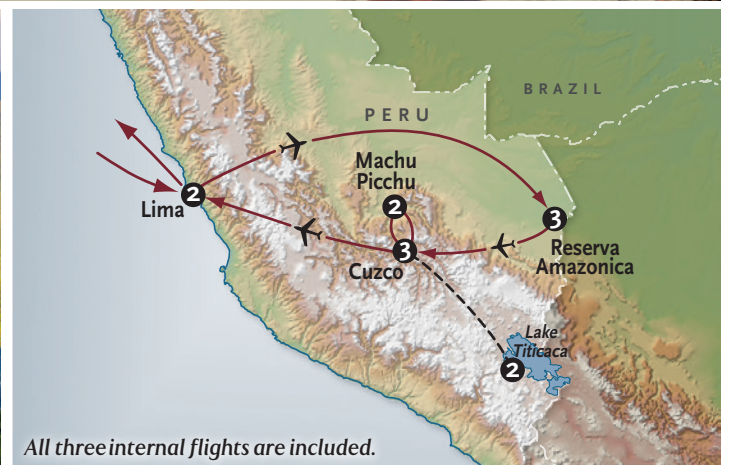 BRAZIL
PERU
Machu
Picchu
2
2
Lima
3
Reserva
Amazonica
3
Cuzco
Lake
Titicaca
2
All three internal flights are included.